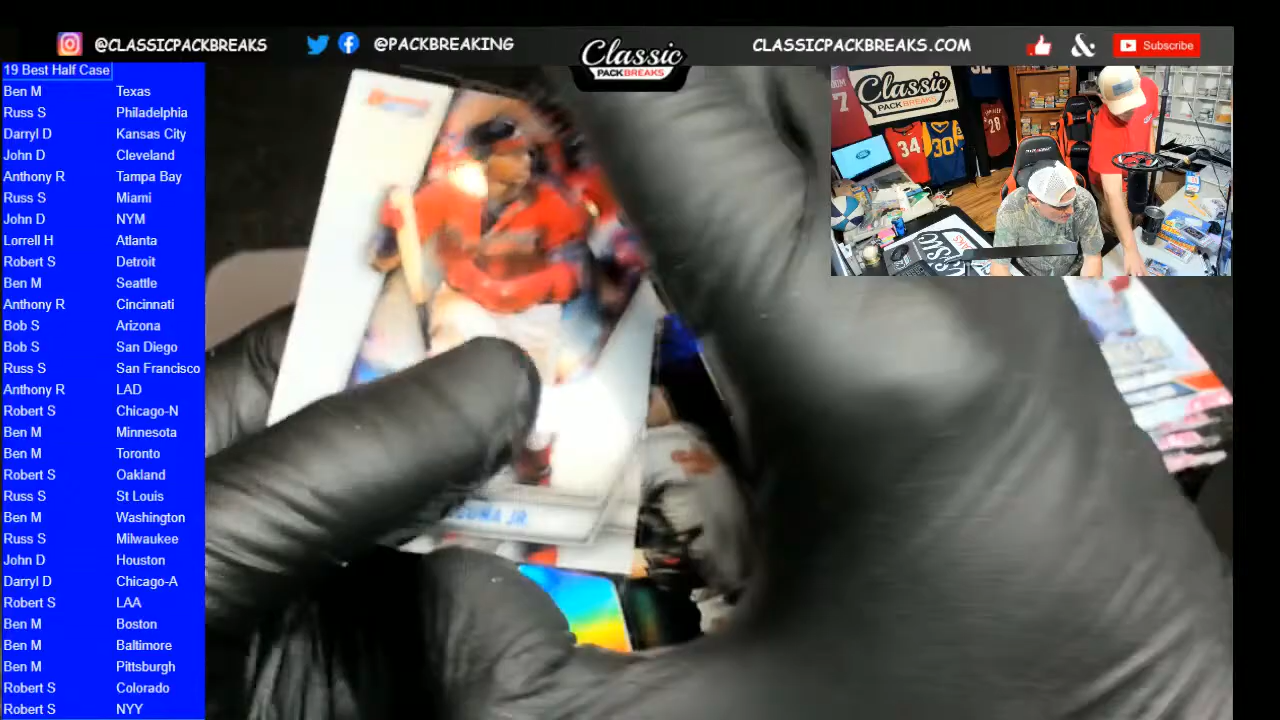 @CLASSICPACKBREAKS
@PACKBREAKING
Classic
PACKBREAKS
CLASSICPACKBREAKS.COM
&
Subscribe
19 Best Half Case
Ben M Texas
Russ S Philadelphia
Darryl D Kansas City
John D Cleveland
Anthony R Tampa Bay
Russ S Miami
John D NYM
Lorrell H Atlanta
Robert S Detroit
Ben M Seattle
Anthony R Cincinnati
Bob S Arizona
Bob S San Diego
Russ S San Francisco
Anthony R LAD
Robert S Chicago-N
Ben M Minnesota
Ben M Toronto
Robert S Oakland
Russ S St Louis
Ben M Washington
Russ S Milwaukee
John D Houston
Darryl D Chicago-A
Robert S LAA
Ben M Boston
Ben M Baltimore
Ben M Pittsburgh
Robert S Colorado
Robert S NYY
Classic
PACKBREAKS
7
34
30
28
JR.